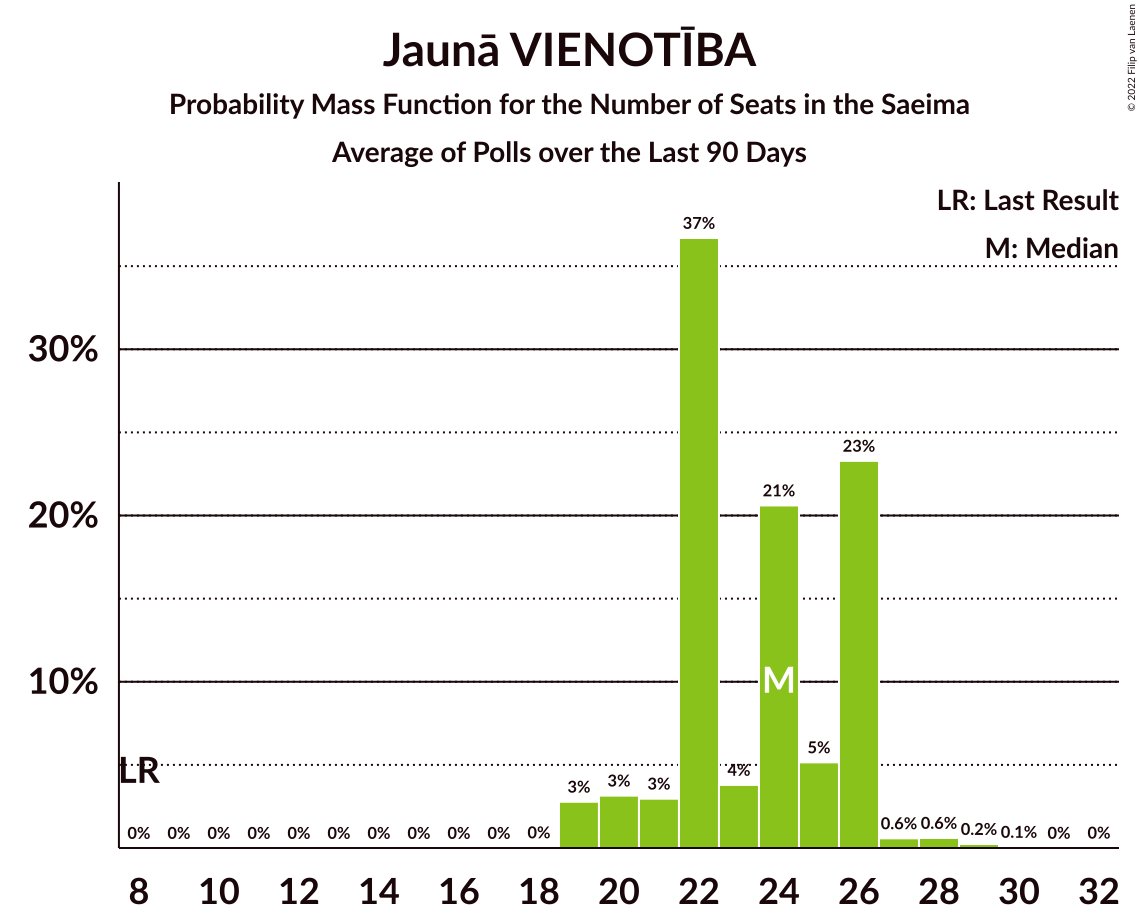 Jaunā VIENOTĪBA
Probability Mass Function for the Number of Seats in the Saeima
Average of Polls over the Last 90 Days
© 2022 Filip van Laenen
LR: Last Result
M: Median
37%
30%
23%
21%
20%
10%
M
LR
5%
4%
3% 3% 3%
0% 0% 0% 0% 0% 0% 0% 0% 0% 0% 0% 0.6% 0.6% 0.2% 0.1% 0% 0%
8 10 12 14 16 18 20 22 24 26 28 30 32